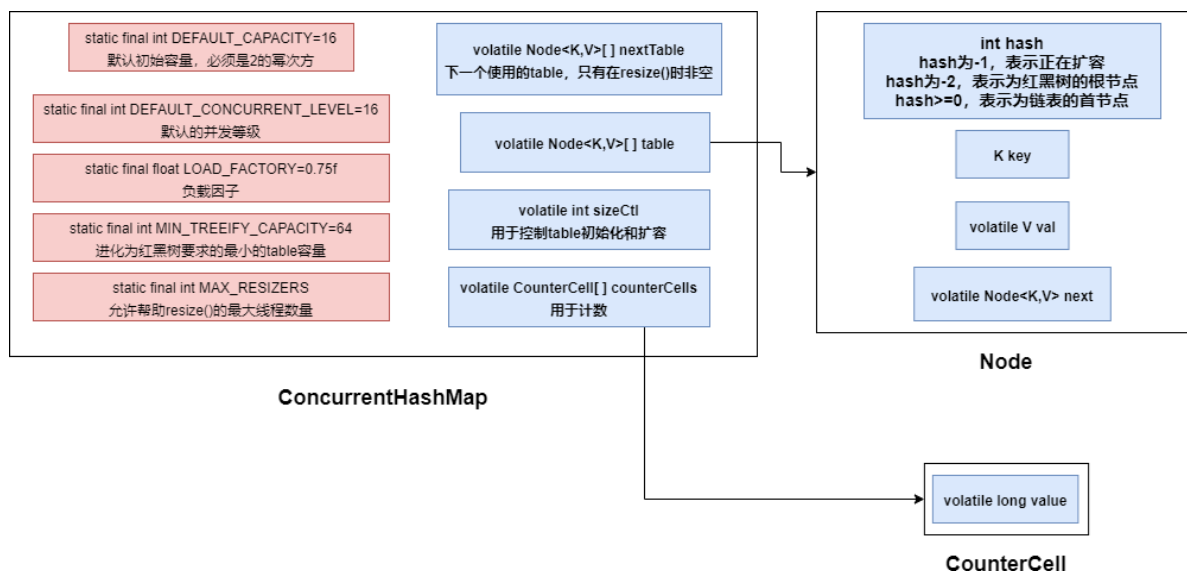 static final int DEFAULT_CAPACITY=16
默认初始容量，必须是2的幂次方
static final int DEFAULT_CONCURRENT_LEVEL=16
默认的并发等级
static final float LOAD_FACTORY=0.75f
负载因子
static final int MIN_TREEIFY_CAPACITY=64
进化为红黑树要求的最小的table容量
static final int MAX_RESIZERS
允许帮助resize()的最大线程数量
volatile Node<K,V>[ ] nextTable
下一个使用的table，只有在resize()时非空
volatile Node<K,V>[ ] table
volatile int sizeCtl
用于控制table初始化和扩容
volatile CounterCell[ ] counterCells
用于计数
ConcurrentHashMap
int hash
hash为-1，表示正在扩容
hash为-2，表示为红黑树的根节点
hash>=0，表示为链表的首节点
K key
volatile V val
volatile Node<K,V> next
Node
volatile long value
CounterCell